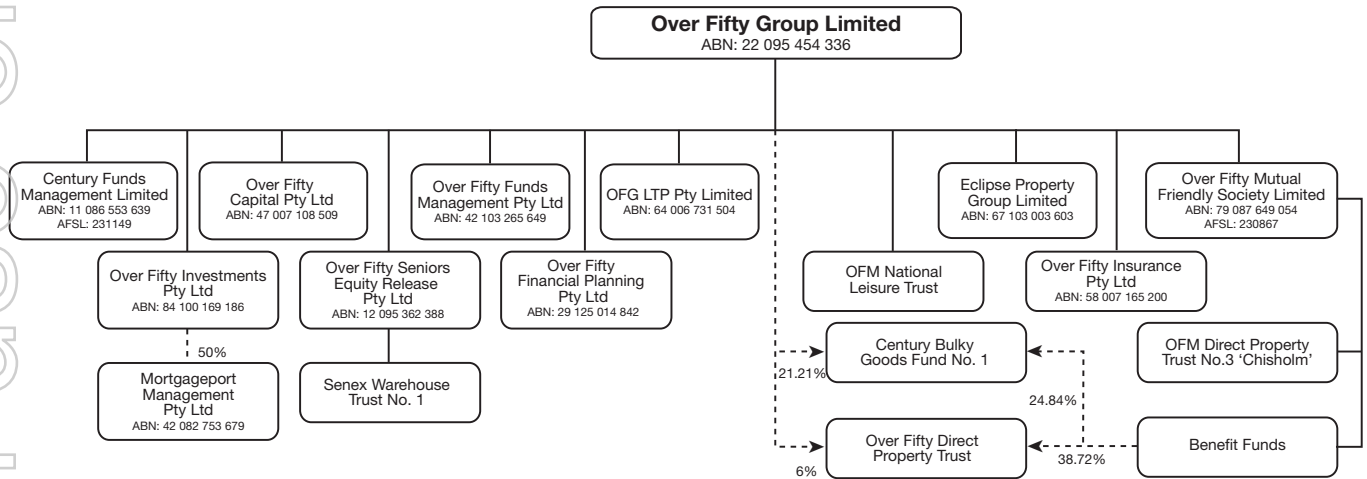 Over Fifty Group Limited
ABN: 22 095 454 336
Century Funds
Management Limited
ABN: 11 086 553 639
AFSL: 231149
Over Fifty
Capital Pty Ltd
ABN: 47 007 108 509
Over Fifty Funds
Management Pty Ltd
ABN: 42 103 265 649
OFG LTP Pty Limited
ABN: 64 006 731 504
Eclipse Property
Group Limited
ABN: 67 103 003 603
Over Fifty Mutual
Friendly Society Limited
ABN: 79 087 649 054
AFSL: 230867
Over Fifty Investments
Pty Ltd
ABN: 84 100 169 186
Over Fifty Seniors
Equity Release
Pty Ltd
ABN: 12 095 362 388
Over Fifty
Financial Planning
Pty Ltd
ABN: 29 125 014 842
OFM National
Leisure Trust
Over Fifty Insurance
Pty Ltd
ABN: 58 007 165 200
50%
Mortgageport
Management
Pty Ltd
ABN: 42 082 753 679
Senex Warehouse
Trust No. 1
21.21%
Century Bulky
Goods Fund No. 1
OFM Direct Property
Trust No.3 'Chisholm'
24.84%
6%
Over Fifty Direct
Property Trust
38.72%
Benefit Funds